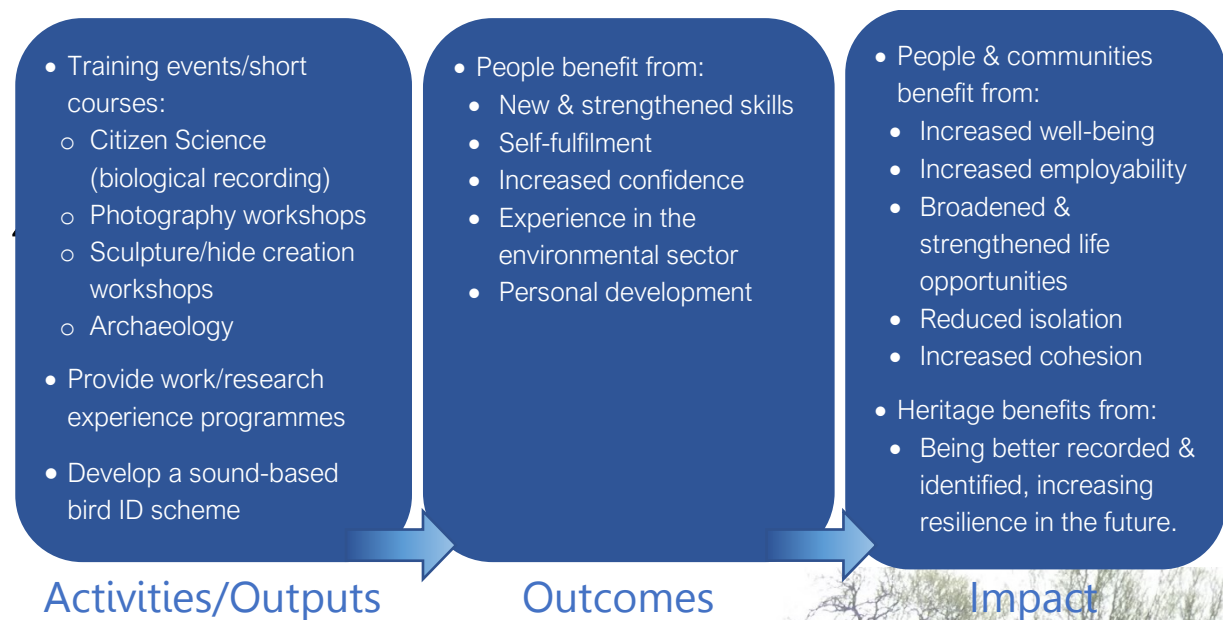 • Training events/short
courses:
o Citizen Science
(biological recording)
o Photography workshops
o Sculpture/hide creation
workshops
o Archaeology
• Provide work/research
experience programmes
• Develop a sound-based
bird ID scheme
Activities/Outputs
• People benefit from:
• New & strengthened skills
• Self-fulfilment
• Increased confidence
• Experience in the
environmental sector
• Personal development
Outcomes
• People & communities
benefit from:
• Increased well-being
• Increased employability
• Broadened &
strengthened life
opportunities
• Reduced isolation
• Increased cohesion
• Heritage benefits from:
• Being better recorded &
identified, increasing
resilience in the future.
Impact